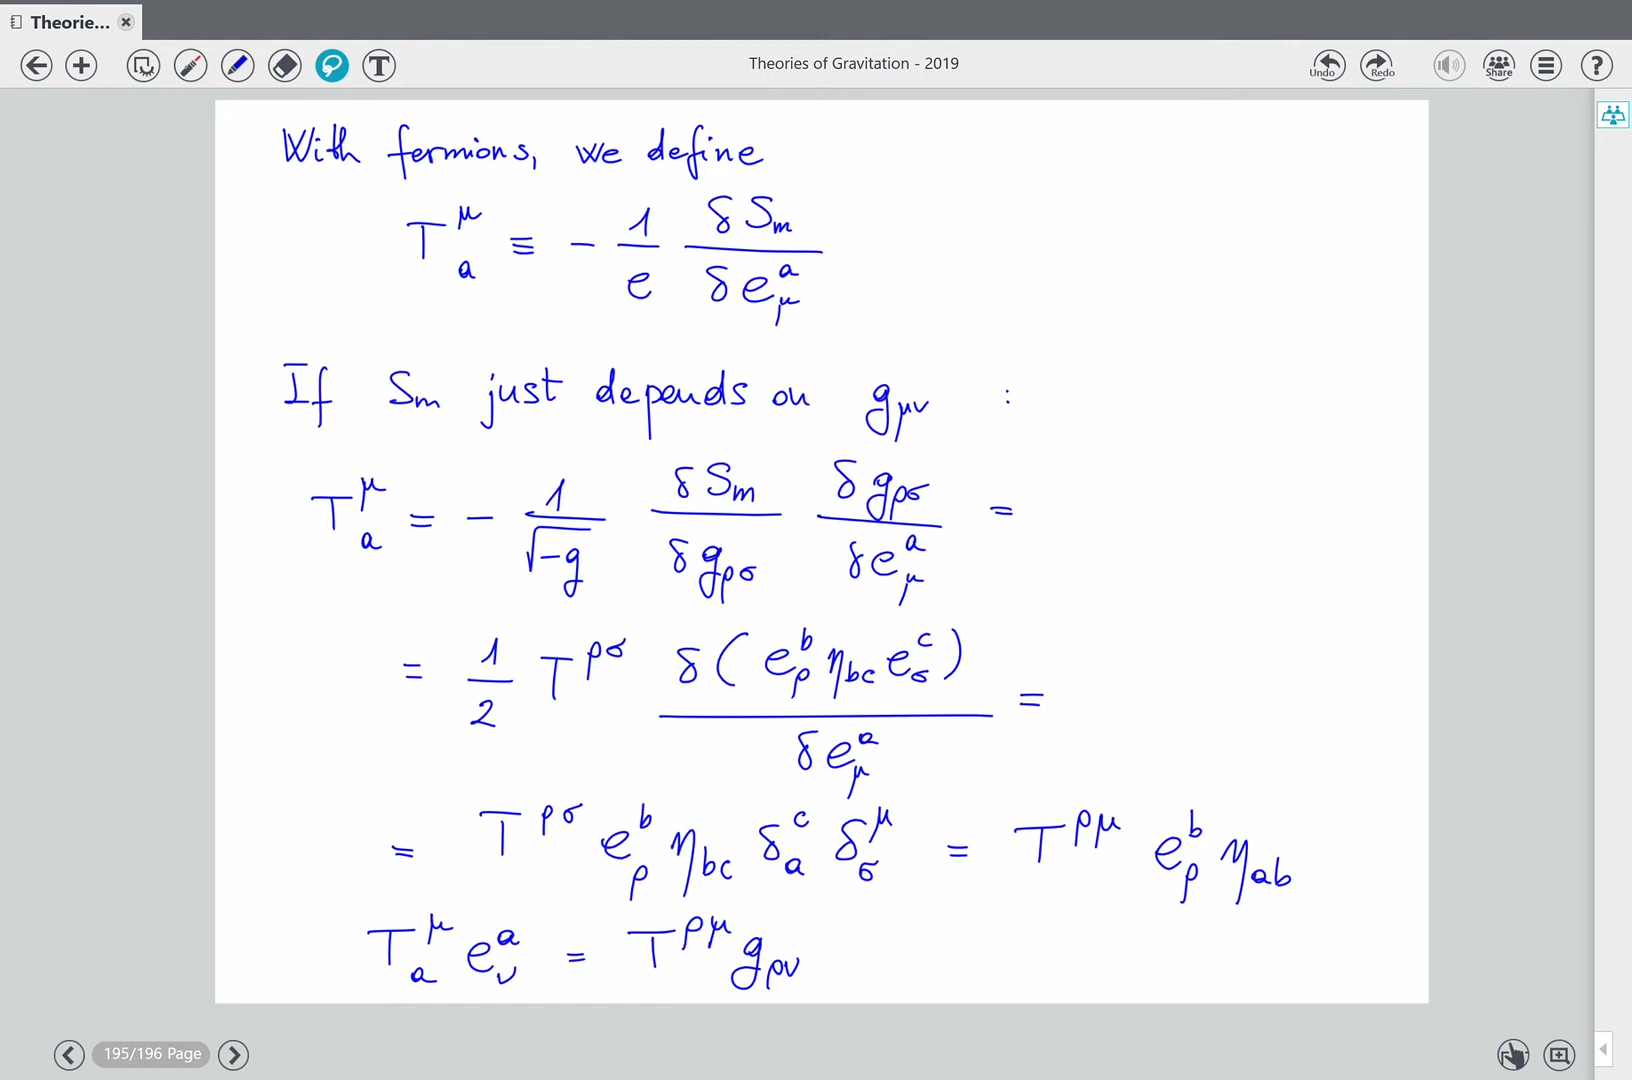 Theorie...
Theories of Gravitation - 2019
Undo Redo Share ?
T
With fermions, we define
T^μ_a ≡ - 1/e δS_m/δe^a_μ
If S_m just depends on g_μν :
T^μ_a = - 1/√-g δS_m/δg_ρσ δg_ρσ/δe^a_μ =
= 1/2 T^ρσ δ(e^b_ρ η_bc e^c_σ)/δe^a_μ =
= T^ρσ e^b_ρ η_bc δ^c_a δ^μ_σ = T^ρμ e^b_ρ η_ab
T^μ_a e^a_ν = T^ρμ g_ρν
195/196 Page